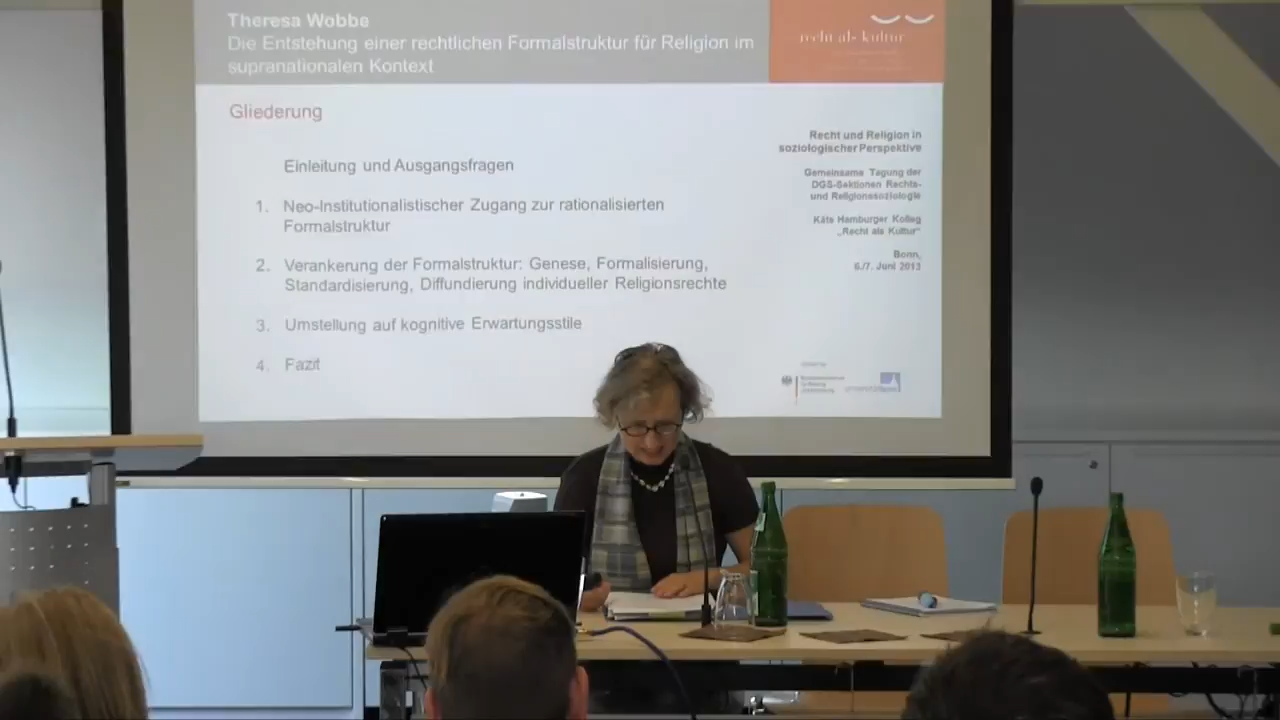 Theresa Wobbe
Die Entstehung einer rechtlichen Formalstruktur für Religion im
supranationalen Kontext
recht als kultur
Gliederung
Einleitung und Ausgangsfragen
1. Neo-Institutionalistischer Zugang zur rationalisierten
Formalstruktur
2. Verankerung der Formalstruktur: Genese, Formalisierung,
Standardisierung, Diffundierung individueller Religionsrechte
3. Umstellung auf kognitive Erwartungsstile
4. Fazit
Recht und Religion in
soziologischer Perspektive
Gemeinsame Tagung der
DGS-Sektionen Rechts-
und Religionssoziologie
Käte Hamburger Kolleg
„Recht als Kultur“
Bonn,
6./7. Juni 2013